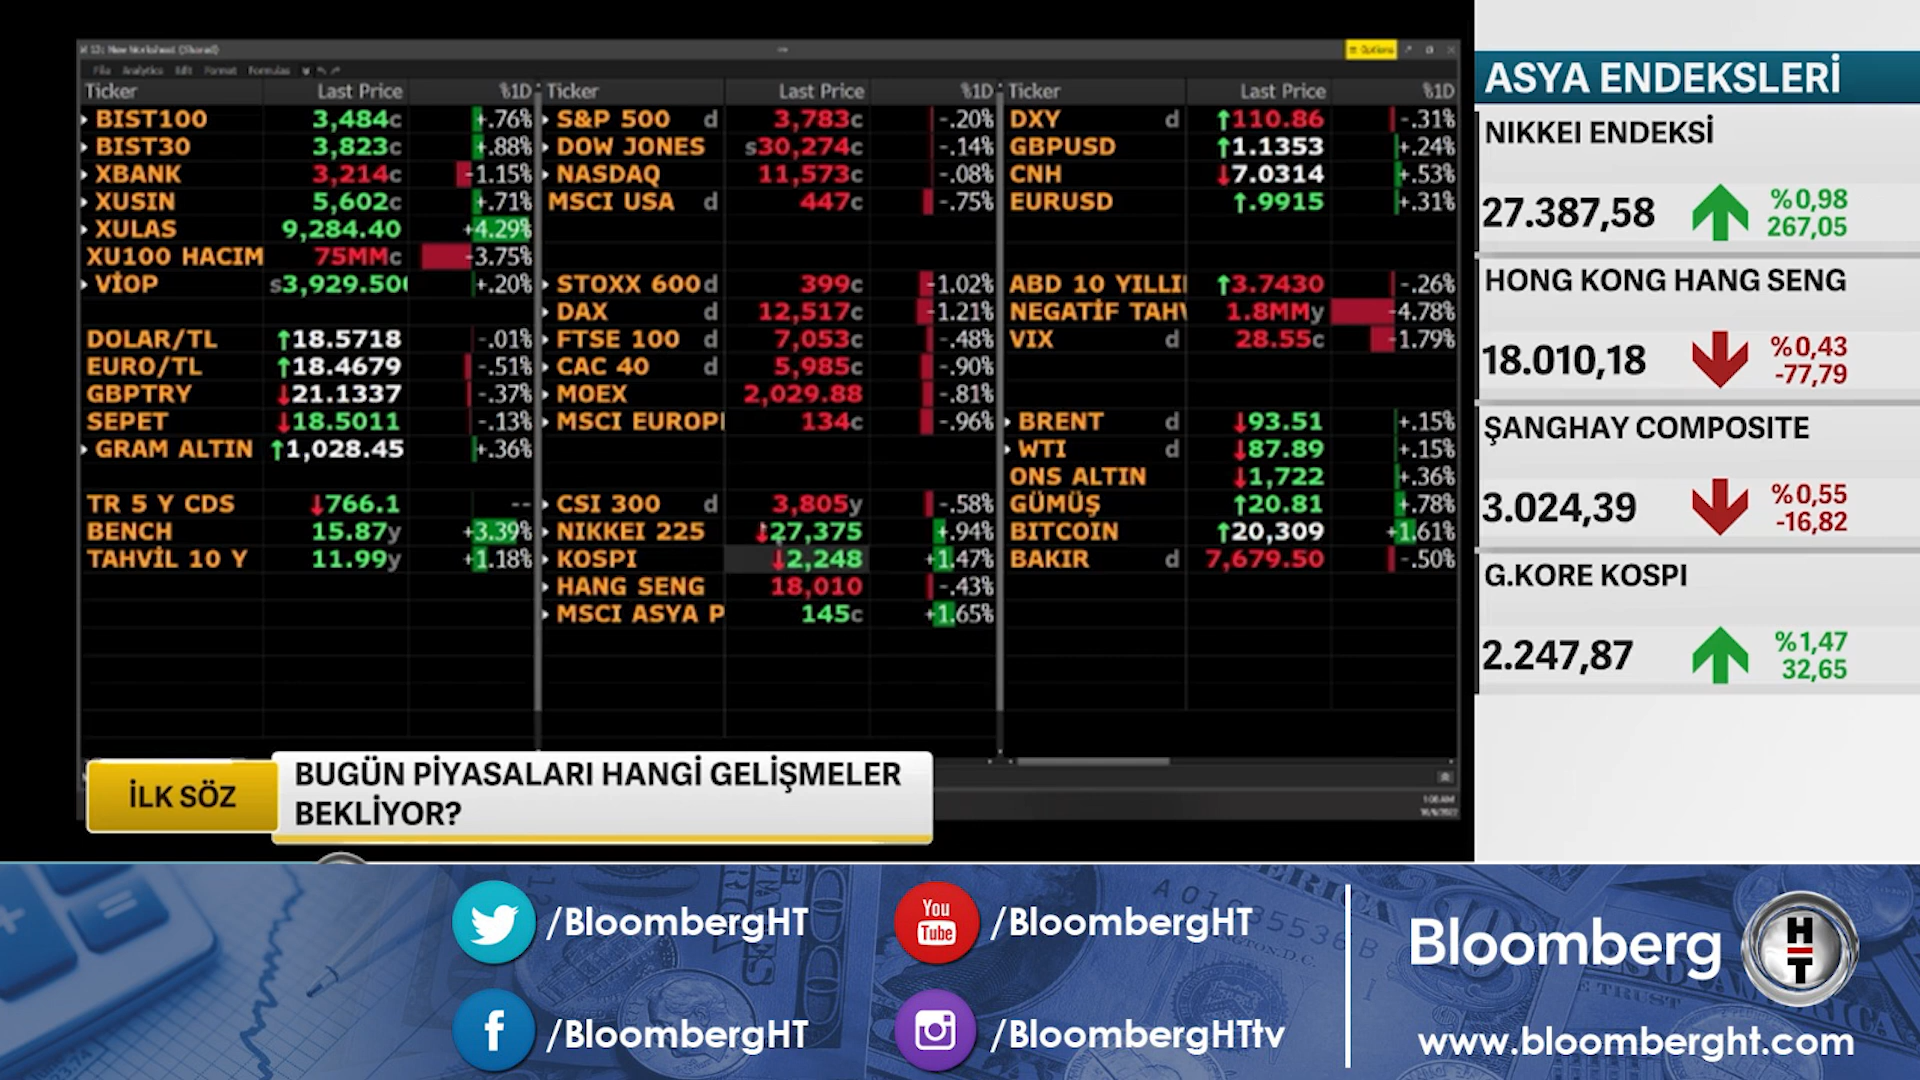 13: New Worksheet (Shared)
Options
File Analytics Edit Format Formulas
Ticker Last Price %1D Ticker Last Price %1D Ticker Last Price %1D
BIST100 3,484c +.76% S&P 500 d 3,783c -.20% DXY d ↑110.86 -.31%
BIST30 3,823c +.88% DOW JONES s30,274c -.14% GBPUSD ↑1.1353 +.24%
XBANK 3,214c -1.15% NASDAQ 11,573c -.08% CNH ↓7.0314 +.53%
XUSIN 5,602c +.71% MSCI USA d 447c -.75% EURUSD ↑.9915 +.31%
XULAS 9,284.40 +4.29%
XU100 HACIM 75MMc -3.75%
VİOP s3,929.50 +.20% STOXX 600 d 399c -1.02% ABD 10 YILLI ↑3.7430 -.26%
DAX d 12,517c -1.21% NEGATİF TAHV 1.8MMy -4.78%
DOLAR/TL ↑18.5718 -.01% FTSE 100 d 7,053c -.48% VIX d 28.55c -1.79%
EURO/TL ↑18.4679 -.51% CAC 40 d 5,985c -.90%
GBPTRY ↓21.1337 -.37% MOEX 2,029.88 -.81%
SEPET ↓18.5011 -.13% MSCI EUROPE 134c -.96% BRENT d ↓93.51 +.15%
GRAM ALTIN ↑1,028.45 +.36% WTI d ↓87.89 +.15%
ONS ALTIN ↓1,722 +.36%
TR 5 Y CDS ↓766.1 -- CSI 300 d 3,805y -.58% GÜMÜŞ ↑20.81 +.78%
BENCH 15.87y +3.39% NIKKEI 225 ↓27,375 +.94% BITCOIN ↑20,309 +1.61%
TAHVİL 10 Y 11.99y +1.18% KOSPI ↓2,248 +1.47% BAKIR d 7,679.50 -.50%
HANG SENG 18,010 -.43%
MSCI ASYA P 145c +1.65%
İLK SÖZ
BUGÜN PİYASALARI HANGİ GELİŞMELER
BEKLİYOR?
ASYA ENDEKSLERİ
NIKKEI ENDEKSİ
27.387,58 %0,98
267,05
HONG KONG HANG SENG
18.010,18 %0,43
-77,79
ŞANGHAY COMPOSITE
3.024,39 %0,55
-16,82
G.KORE KOSPI
2.247,87 %1,47
32,65
/BloombergHT
You Tube /BloombergHT
/BloombergHT
/BloombergHTtv
Bloomberg HT
www.bloomberght.com